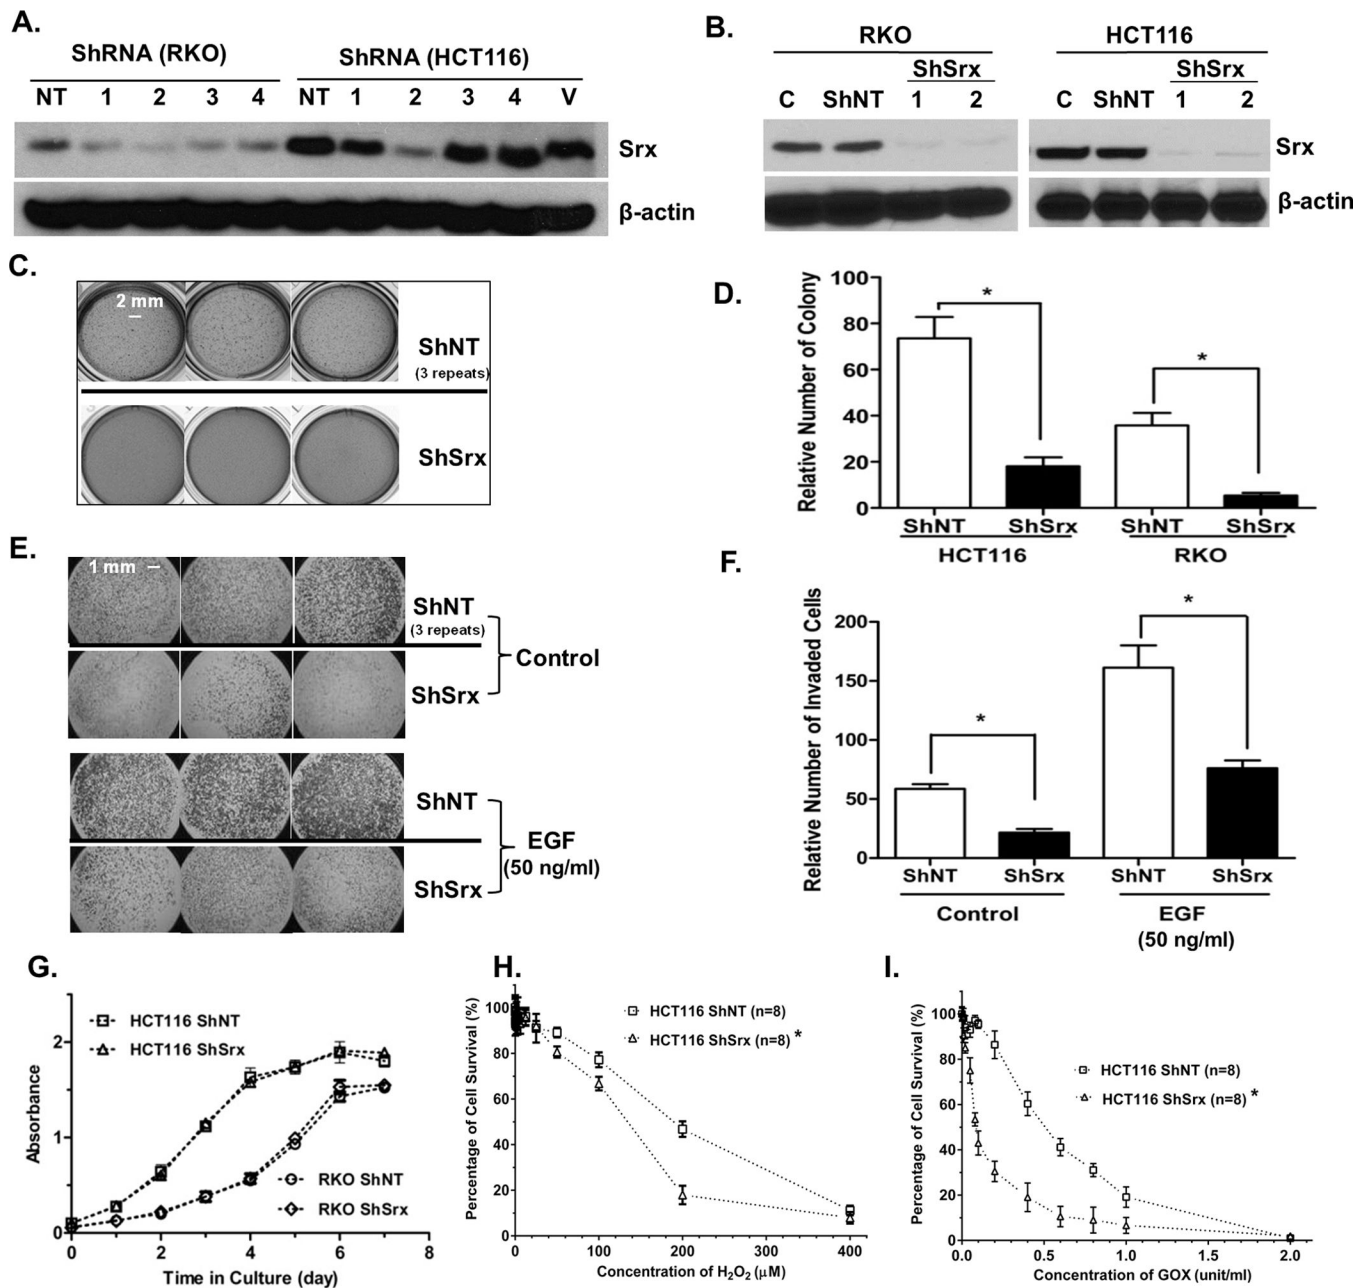 A.
ShRNA (RKO) ShRNA (HCT116)
NT 1 2 3 4 NT 1 2 3 4 V
Srx
β-actin
B.
RKO HCT116
ShSrx ShSrx
C ShNT 1 2 C ShNT 1 2
Srx
β-actin
C.
2 mm
ShNT
(3 repeats)
ShSrx
D.
Relative Number of Colony
100
80
60
40
20
0
* *
ShNT ShSrx ShNT ShSrx
HCT116 RKO
E.
1 mm
ShNT
(3 repeats)
Control
ShSrx
ShNT
EGF
(50 ng/ml)
ShSrx
F.
Relative Number of Invaded Cells
200
150
100
50
0
* *
ShNT ShSrx ShNT ShSrx
Control EGF
(50 ng/ml)
G.
Absorbance
2
1
0
HCT116 ShNT
HCT116 ShSrx
RKO ShNT
RKO ShSrx
0 2 4 6 8
Time in Culture (day)
H.
Percentage of Cell Survival (%)
100
80
60
40
20
0
HCT116 ShNT (n=8)
HCT116 ShSrx (n=8) *
0 100 200 300 400
Concentration of H₂O₂ (μM)
I.
Percentage of Cell Survival (%)
100
80
60
40
20
0
HCT116 ShNT (n=8)
HCT116 ShSrx (n=8) *
0.0 0.5 1.0 1.5 2.0
Concentration of GOX (unit/ml)